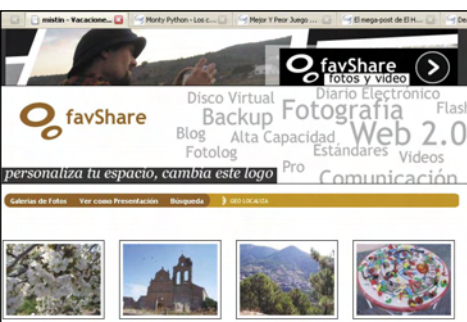 mistin - Vacacione...
Monty Python - Los c...
Mejor Y Peor Juego ...
El mega-post de El H...
favShare
fotos y video
favShare
Disco Virtual
Diario Electrónico
Backup
Fotografía
Flash
Blog
Alta Capacidad
Web 2.0
Fotolog
Estándares
Videos
Pro
Comunicación
personaliza tu espacio, cambia este logo
Galerías de Fotos Ver como Presentación Búsqueda GEO LOCALIZA